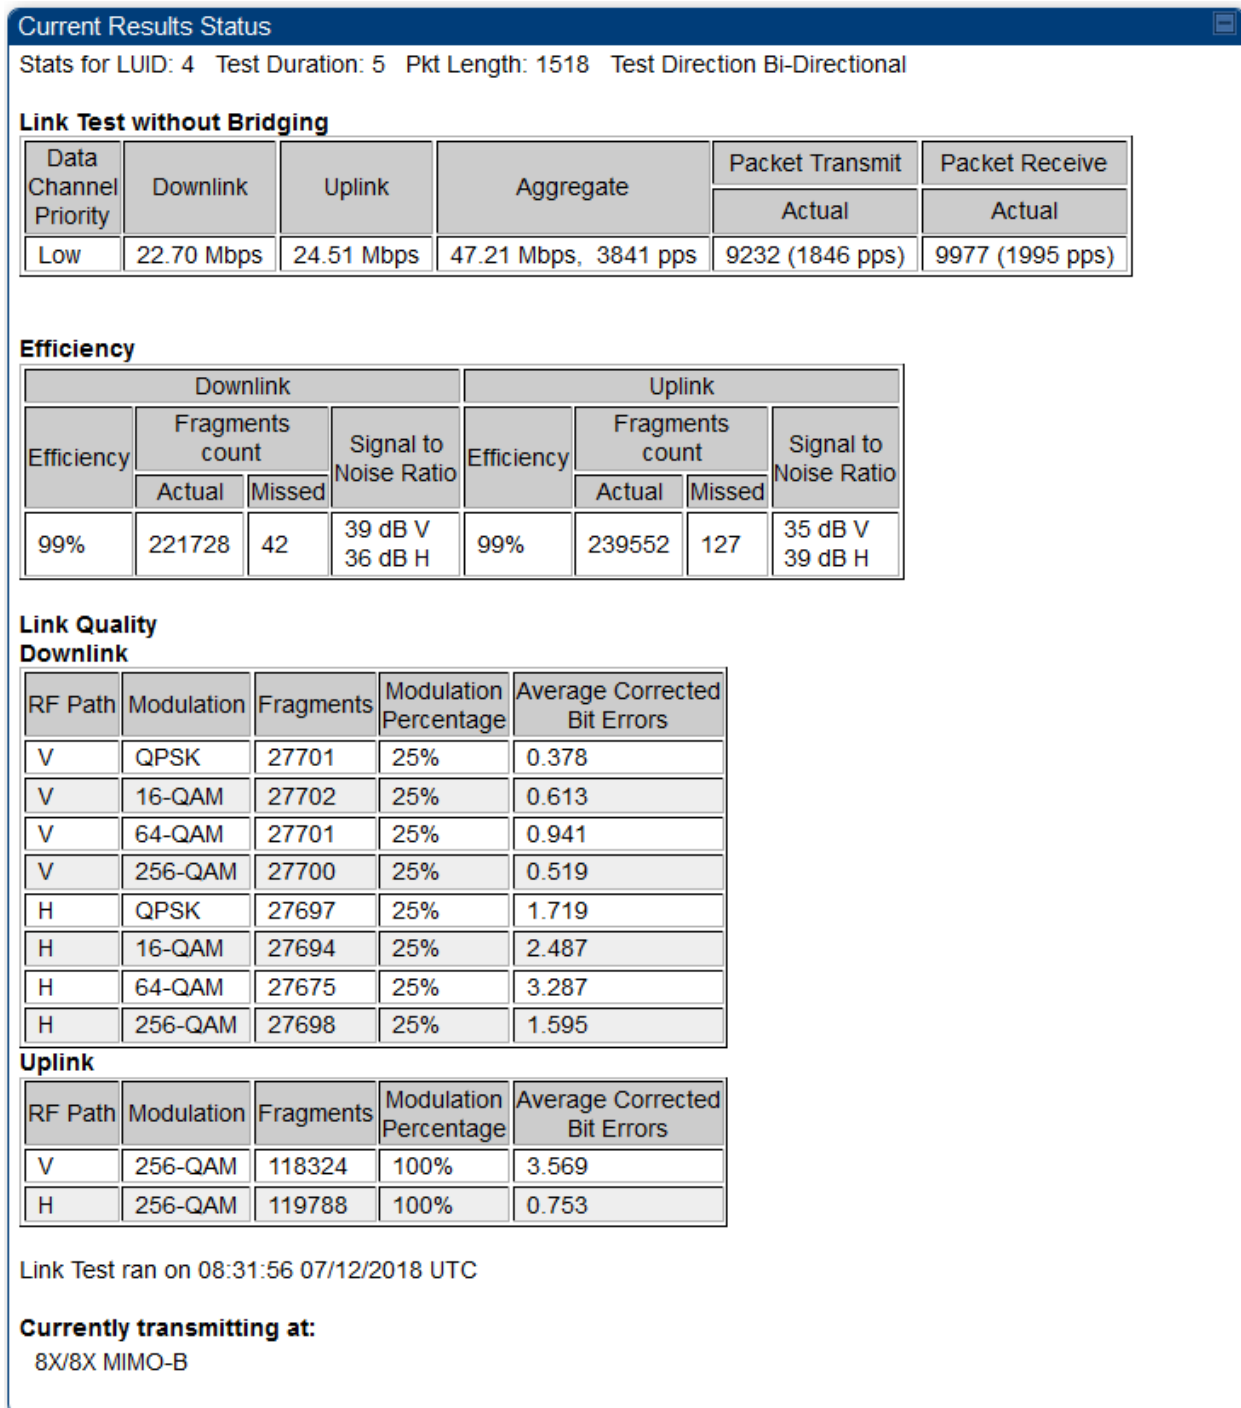 Current Results Status
Stats for LUID: 4 Test Duration: 5 Pkt Length: 1518 Test Direction Bi-Directional
Link Test without Bridging
Data Channel Priority Downlink Uplink Aggregate Packet Transmit Packet Receive
Actual Actual
Low 22.70 Mbps 24.51 Mbps 47.21 Mbps, 3841 pps 9232 (1846 pps) 9977 (1995 pps)
Efficiency
Downlink Uplink
Efficiency Fragments count Signal to Noise Ratio Efficiency Fragments count Signal to Noise Ratio
Actual Missed Actual Missed
99% 221728 42 39 dB V 36 dB H 99% 239552 127 35 dB V 39 dB H
Link Quality
Downlink
RF Path Modulation Fragments Modulation Percentage Average Corrected Bit Errors
V QPSK 27701 25% 0.378
V 16-QAM 27702 25% 0.613
V 64-QAM 27701 25% 0.941
V 256-QAM 27700 25% 0.519
H QPSK 27697 25% 1.719
H 16-QAM 27694 25% 2.487
H 64-QAM 27675 25% 3.287
H 256-QAM 27698 25% 1.595
Uplink
RF Path Modulation Fragments Modulation Percentage Average Corrected Bit Errors
V 256-QAM 118324 100% 3.569
H 256-QAM 119788 100% 0.753
Link Test ran on 08:31:56 07/12/2018 UTC
Currently transmitting at:
8X/8X MIMO-B